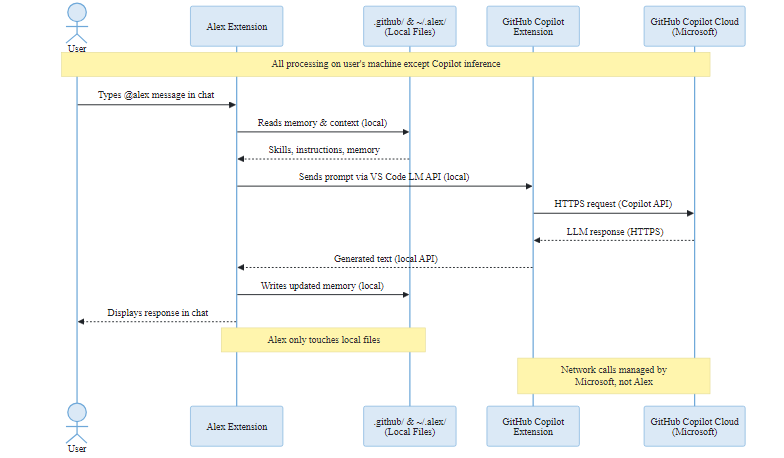 User
Alex Extension
.github/ & ~/.alex/
(Local Files)
GitHub Copilot
Extension
GitHub Copilot Cloud
(Microsoft)
All processing on user's machine except Copilot inference
Types @alex message in chat
Reads memory & context (local)
Skills, instructions, memory
Sends prompt via VS Code LM API (local)
HTTPS request (Copilot API)
LLM response (HTTPS)
Generated text (local API)
Writes updated memory (local)
Displays response in chat
Alex only touches local files
Network calls managed by
Microsoft, not Alex
User
Alex Extension
.github/ & ~/.alex/
(Local Files)
GitHub Copilot
Extension
GitHub Copilot Cloud
(Microsoft)